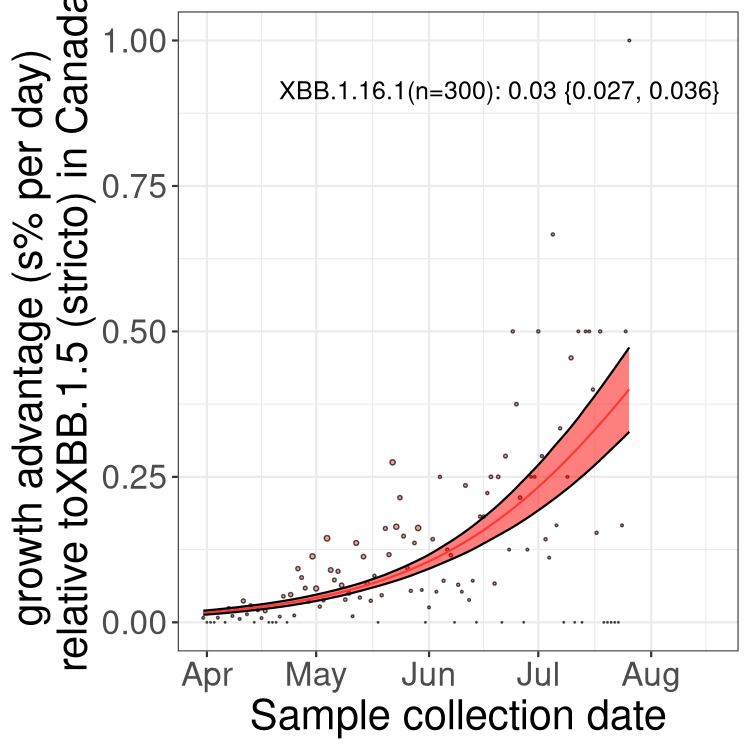 growth advantage (s% per day)
relative toXBB.1.5 (stricto) in Canada
1.00
0.75
0.50
0.25
0.00
XBB.1.16.1(n=300): 0.03 {0.027, 0.036}
Apr May Jun Jul Aug
Sample collection date